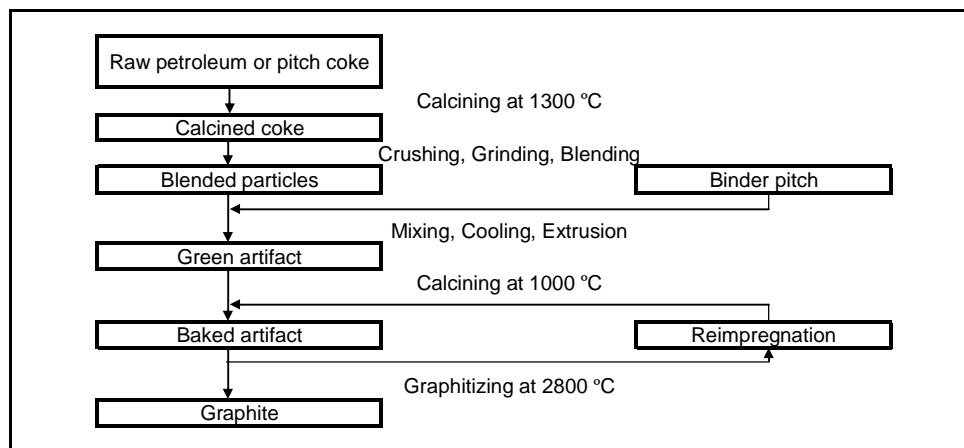 Raw petroleum or pitch coke
Calcining at 1300 ºC
Calcined coke
Crushing, Grinding, Blending
Blended particles
Binder pitch
Mixing, Cooling, Extrusion
Green artifact
Calcining at 1000 ºC
Baked artifact
Reimpregnation
Graphitizing at 2800 ºC
Graphite